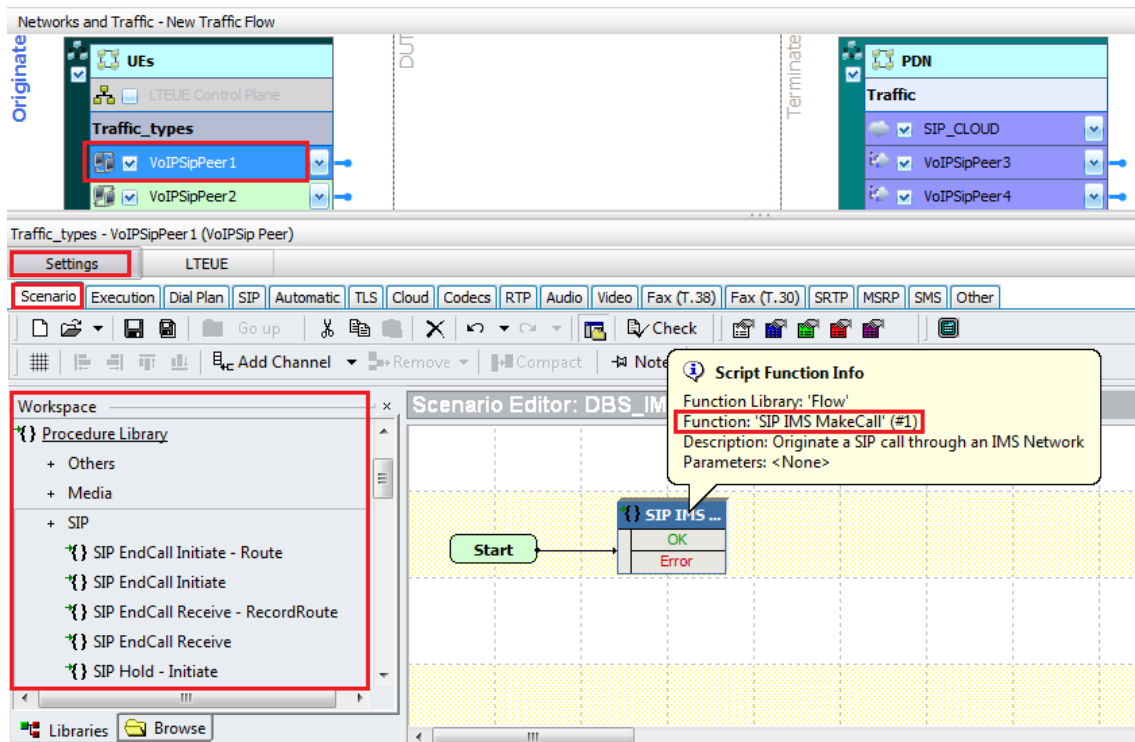 Networks and Traffic - New Traffic Flow
Originate
UEs
LTEUE Control Plane
Traffic_types
VoIPSipPeer1
VoIPSipPeer2
DUT
Terminate
PDN
Traffic
SIP_CLOUD
VoIPSipPeer3
VoIPSipPeer4
Traffic_types - VoIPSipPeer1 (VoIPSip Peer)
Settings LTEUE
Scenario Execution Dial Plan SIP Automatic TLS Cloud Codecs RTP Audio Video Fax (T.38) Fax (T.30) SRTP MSRP SMS Other
Go up Check
Add Channel Remove Compact Note
Workspace
Procedure Library
+ Others
+ Media
+ SIP
SIP EndCall Initiate - Route
SIP EndCall Initiate
SIP EndCall Receive - RecordRoute
SIP EndCall Receive
SIP Hold - Initiate
Libraries Browse
Scenario Editor: DBS_IM
Script Function Info
Function Library: 'Flow'
Function: 'SIP IMS MakeCall' (#1)
Description: Originate a SIP call through an IMS Network
Parameters: <None>
Start
SIP IMS ...
OK
Error